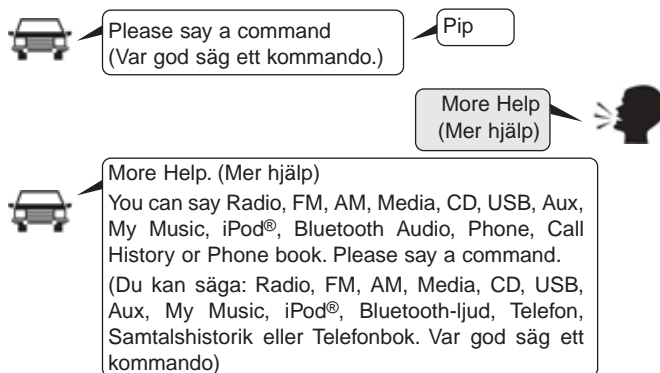 Please say a command
(Var god säg ett kommando.)
Pip
More Help
(Mer hjälp)
More Help. (Mer hjälp)
You can say Radio, FM, AM, Media, CD, USB, Aux,
My Music, iPod®, Bluetooth Audio, Phone, Call
History or Phone book. Please say a command.
(Du kan säga: Radio, FM, AM, Media, CD, USB,
Aux, My Music, iPod®, Bluetooth-ljud, Telefon,
Samtalshistorik eller Telefonbok. Var god säg ett
kommando)